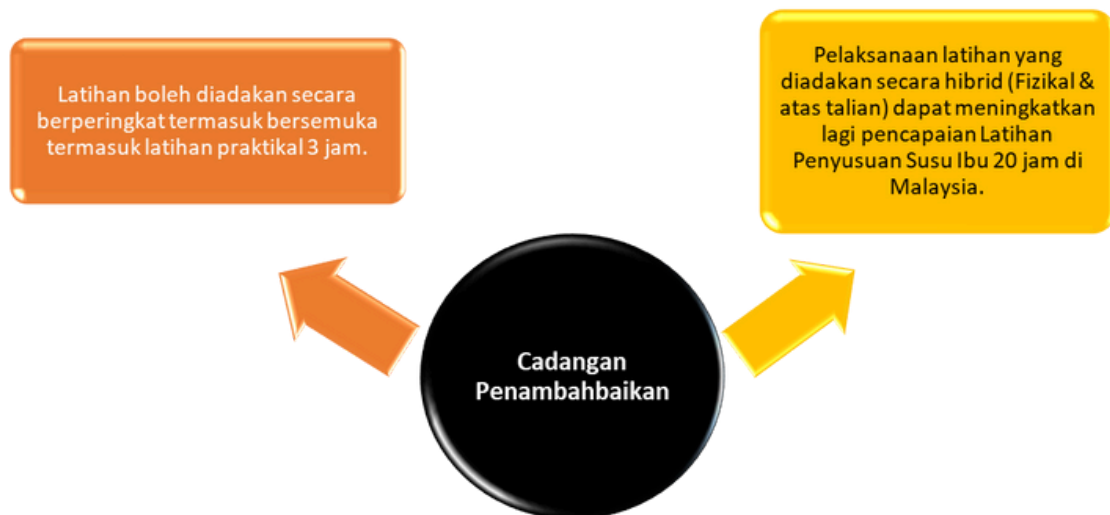 Latihan boleh diadakan secara
berperingkat termasuk bersemuka
termasuk latihan praktikal 3 jam.
Pelaksanaan latihan yang
diadakan secara hibrid (Fizikal &
atas talian) dapat meningkatkan
lagi pencapaian Latihan
Penyusuan Susu Ibu 20 jam di
Malaysia.
Cadangan
Penambahbaikan